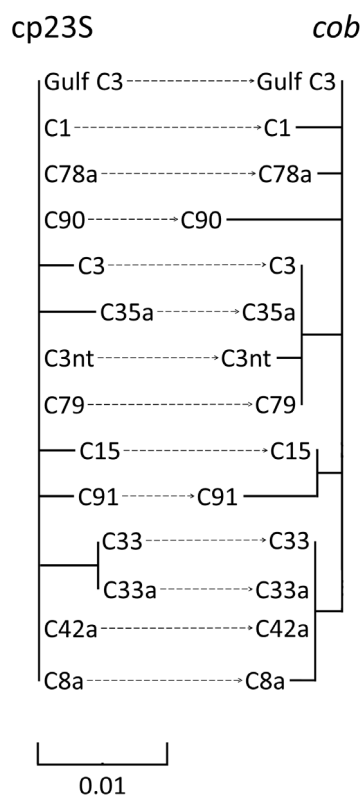 cp23S cob
Gulf C3 Gulf C3
C1 C1
C78a C78a
C90 C90
C3 C3
C35a C35a
C3nt C3nt
C79 C79
C15 C15
C91 C91
C33 C33
C33a C33a
C42a C42a
C8a C8a
0.01